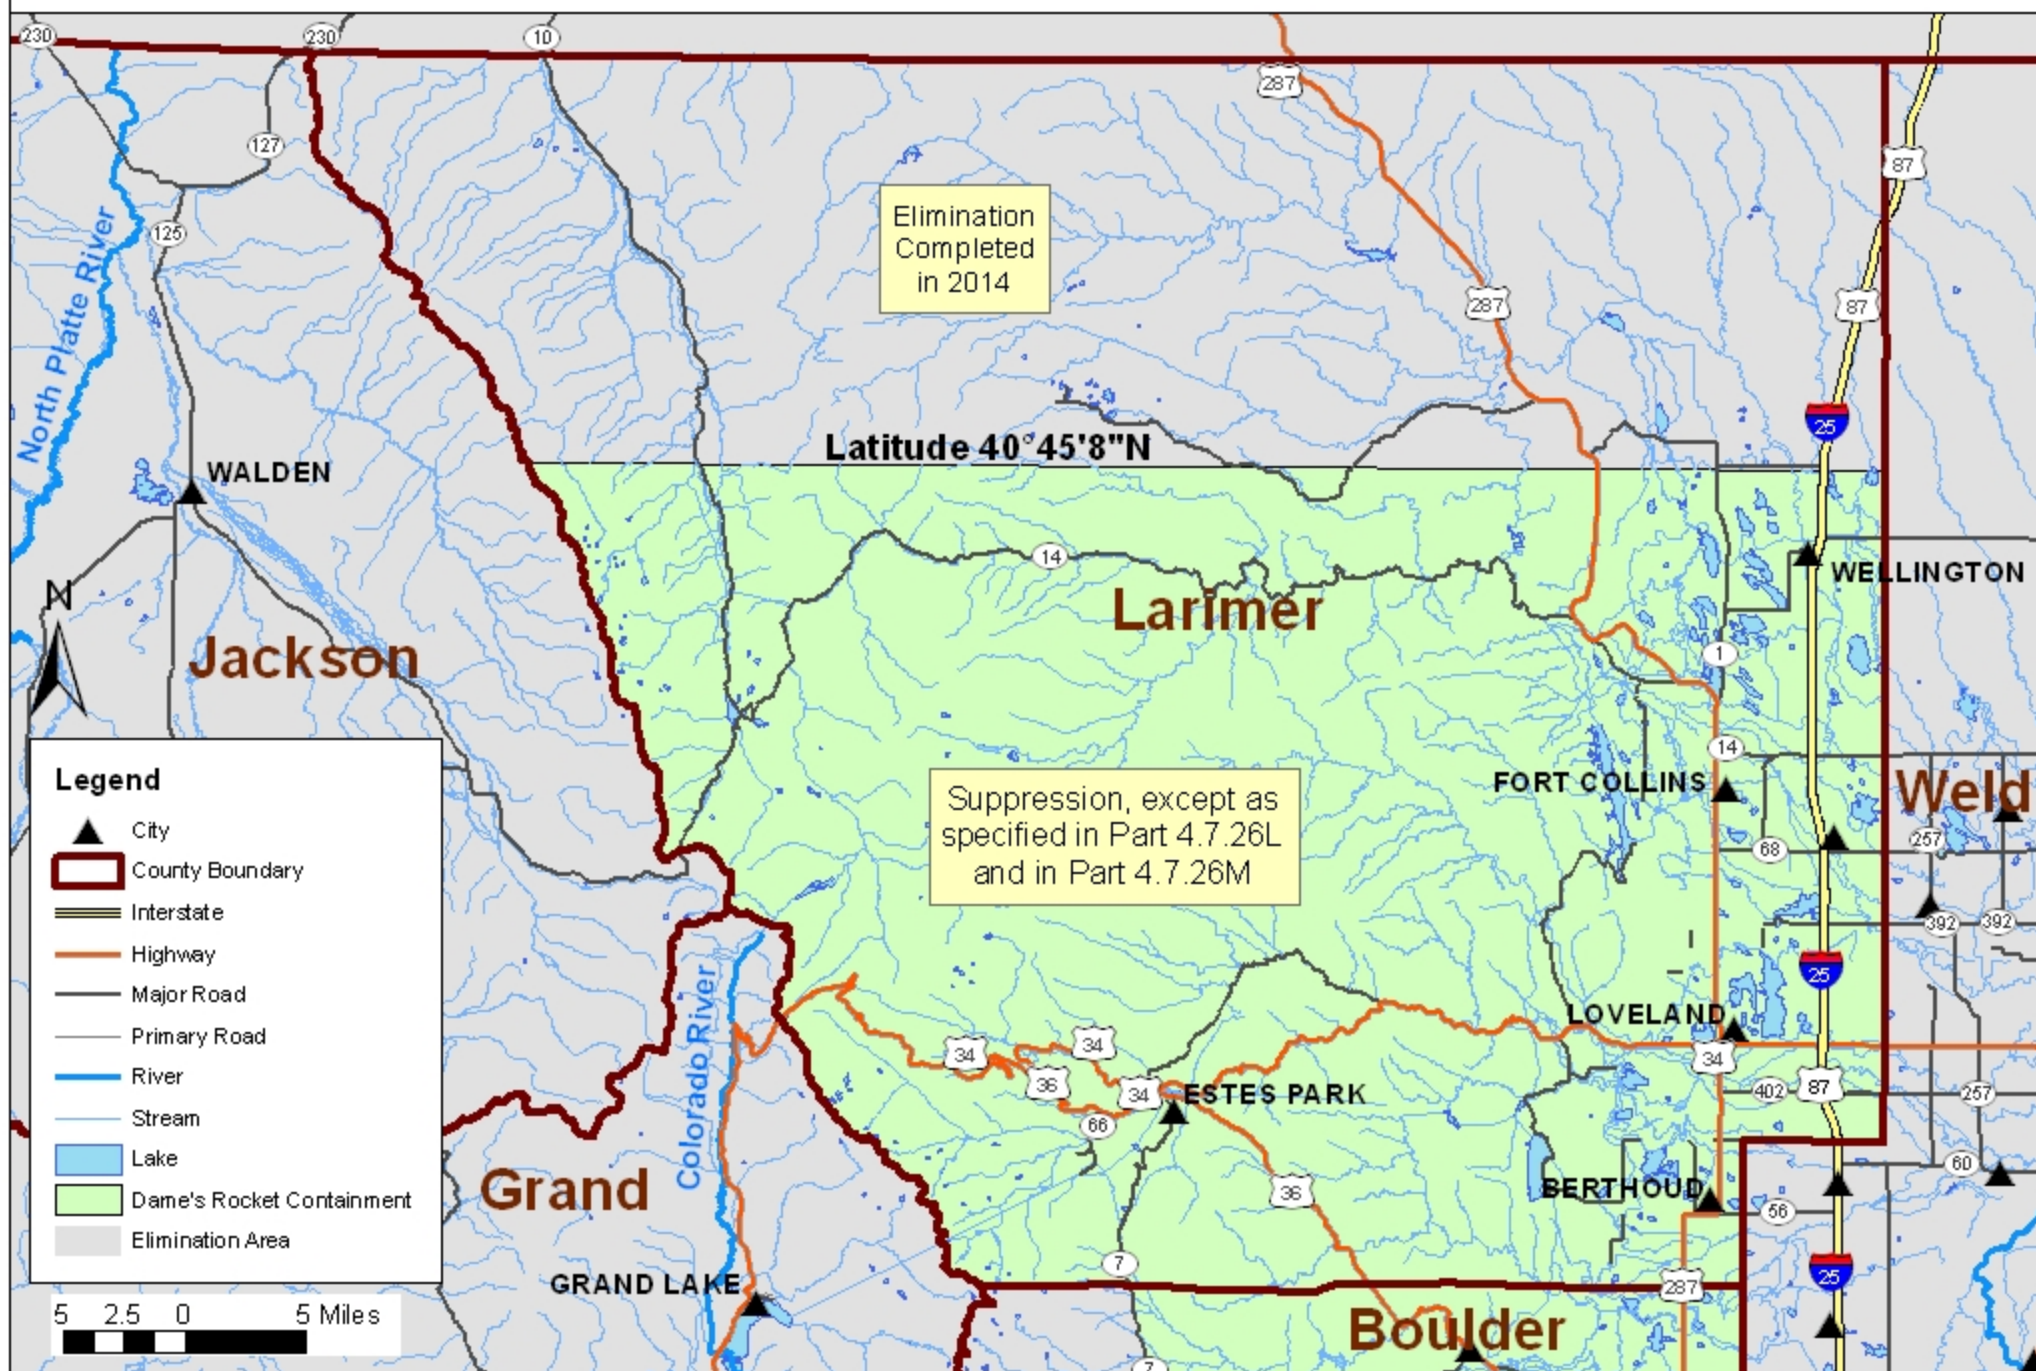 230
230
10
287
127
87
125
Elimination
Completed
in 2014
North Platte River
287
87
25
Latitude 40°45'8"N
WALDEN
14
WELLINGTON
N
Larimer
Jackson
1
14
FORT COLLINS
Weld
Suppression, except as
specified in Part 4.7.26L
and in Part 4.7.26M
68
257
392
392
25
Legend
City
County Boundary
Interstate
Highway
Major Road
Primary Road
River
Stream
Lake
Dame's Rocket Containment
Elimination Area
Colorado River
LOVELAND
34
34
34
36
34
ESTES PARK
402
87
257
66
60
Grand
36
BERTHOUD
56
7
GRAND LAKE
287
25
5 2.5 0 5 Miles
Boulder
7